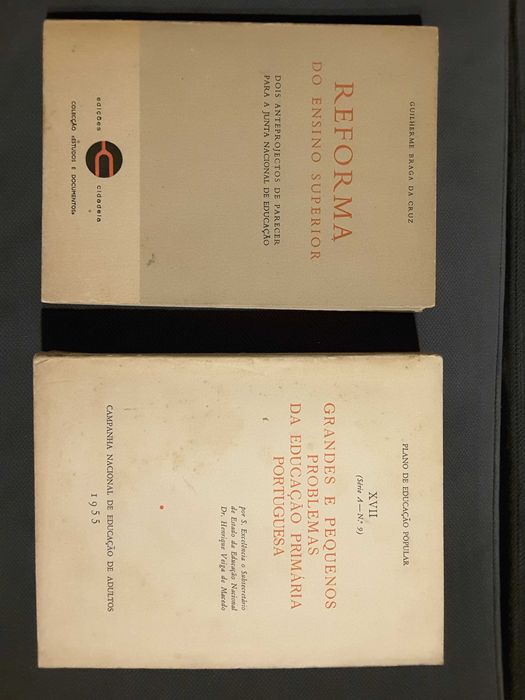 GUILHERME BRAGA DA CRUZ
REFORMA
DO ENSINO SUPERIOR
DOIS ANTEPROJECTOS DE PARECER
PARA A JUNTA NACIONAL DE EDUCAÇÃO
edições cidadela
COLECÇÃO «ESTUDOS E DOCUMENTOS»
PLANO DE EDUCAÇÃO POPULAR
XVII
(Série A — N.º 9)
GRANDES E PEQUENOS
PROBLEMAS
DA EDUCAÇÃO PRIMÁRIA
PORTUGUESA
por S. Excelência o Subsecretário
de Estado da Educação Nacional
Dr. Henrique Veiga de Macedo
CAMPANHA NACIONAL DE EDUCAÇÃO DE ADULTOS
1955